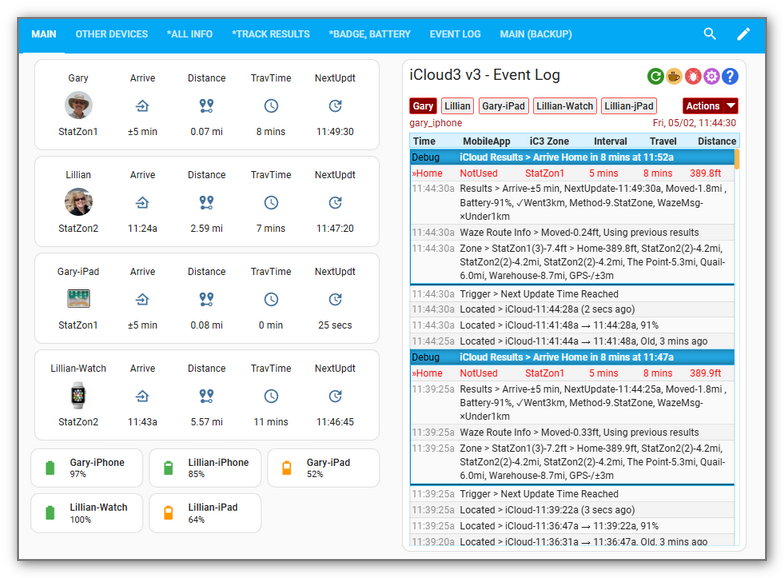 MAIN OTHER DEVICES *ALL INFO *TRACK RESULTS *BADGE, BATTERY EVENT LOG MAIN (BACKUP)
Gary Arrive Distance TravTime NextUpdt
StatZon1 ±5 min 0.07 mi 8 mins 11:49:30
Lillian Arrive Distance TravTime NextUpdt
StatZon2 11:24a 2.59 mi 7 mins 11:47:20
Gary-iPad Arrive Distance TravTime NextUpdt
StatZon1 ±5 min 0.08 mi 0 min 25 secs
Lillian-Watch Arrive Distance TravTime NextUpdt
StatZon2 11:43a 5.57 mi 11 mins 11:46:45
Gary-iPhone
97%
Lillian-iPhone
85%
Gary-iPad
52%
Lillian-Watch
100%
Lillian-iPad
64%
iCloud3 v3 - Event Log
Gary Lillian Gary-iPad Lillian-Watch Lillian-jPad Actions
gary_iphone Fri, 05/02, 11:44:30
Time MobileApp iC3 Zone Interval Travel Distance
Debug iCloud Results > Arrive Home in 8 mins at 11:52a
»Home NotUsed StatZon1 5 mins 8 mins 389.8ft
11:44:30a Results > Arrive-±5 min, NextUpdate-11:49:30a, Moved-1.8mi ,
Battery-91%, ✓Went3km, Method-9.StatZone, WazeMsg-
×Under1km
11:44:30a Waze Route Info > Moved-0.24ft, Using previous results
11:44:30a Zone > StatZon1(3)-7.4ft > Home-389.8ft, StatZon2(2)-4.2mi,
StatZon2(2)-4.2mi, StatZon2(2)-4.2mi, The Point-5.3mi, Quail-
6.0mi, Warehouse-8.7mi, GPS-/±3m
11:44:30a Trigger > Next Update Time Reached
11:44:30a Located > iCloud-11:44:28a (2 secs ago)
11:44:30a Located > iCloud-11:41:48a → 11:44:28a, 91%
11:44:25a Located > iCloud-11:41:44a → 11:41:48a, Old, 3 mins ago
Debug iCloud Results > Arrive Home in 8 mins at 11:47a
»Home NotUsed StatZon1 5 mins 8 mins 389.9ft
11:39:25a Results > Arrive-±5 min, NextUpdate-11:44:25a, Moved-1.8mi ,
Battery-91%, ✓Went3km, Method-9.StatZone, WazeMsg-
×Under1km
11:39:25a Waze Route Info > Moved-0.33ft, Using previous results
11:39:25a Zone > StatZon1(3)-7.2ft > Home-389.9ft, StatZon2(2)-4.2mi,
StatZon2(2)-4.2mi, StatZon2(2)-4.2mi, The Point-5.3mi, Quail-
6.0mi, Warehouse-8.7mi, GPS-/±3m
11:39:25a Trigger > Next Update Time Reached
11:39:25a Located > iCloud-11:39:22a (3 secs ago)
11:39:25a Located > iCloud-11:36:47a → 11:39:22a, 91%
11:39:20a Located > iCloud-11:36:31a → 11:36:47a, Old, 3 mins ago